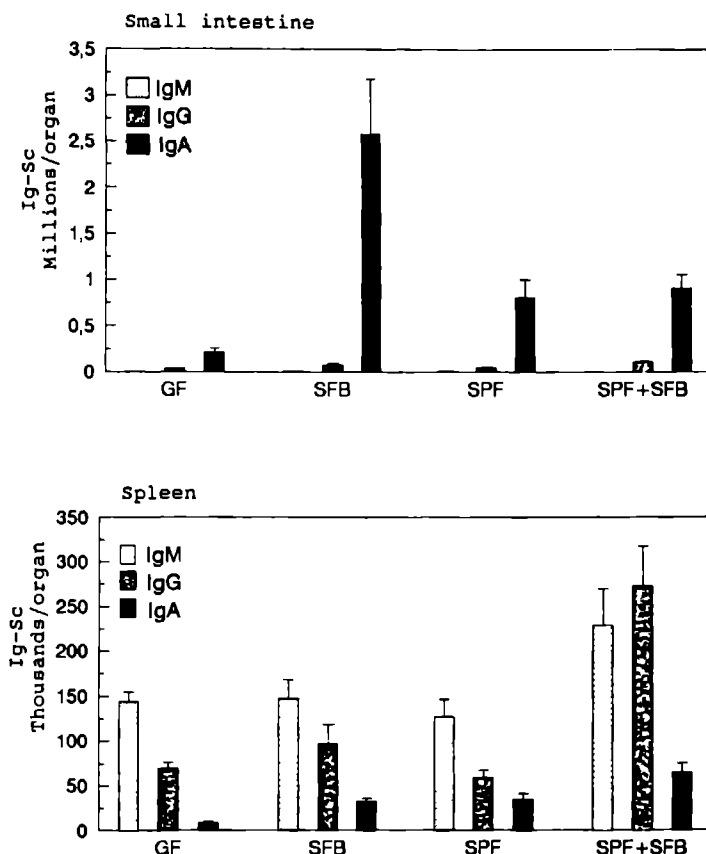 Small intestine
3,5
3
2,5
2
1,5
1
0,5
0
Ig-Sc
Millions/organ
IgM
IgG
IgA
GF SFB SPF SPF+SFB
Spleen
350
300
250
200
150
100
50
0
Ig-Sc
Thousands/organ
IgM
IgG
IgA
GF SFB SPF SPF+SFB